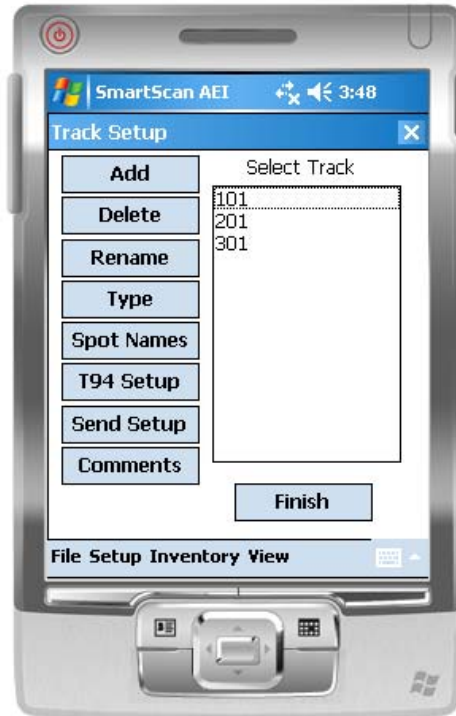 SmartScan AEI 3:48
Track Setup
Add
Delete
Rename
Type
Spot Names
T94 Setup
Send Setup
Comments
Select Track
101
201
301
Finish
File Setup Inventory View